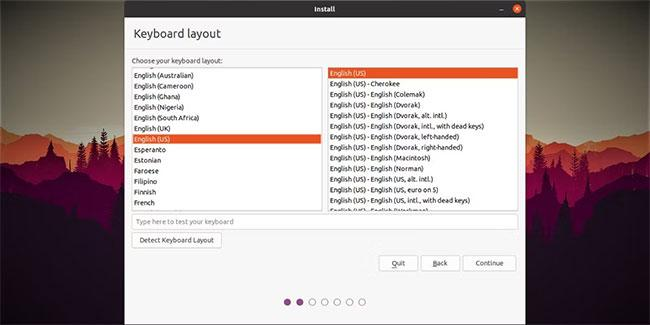 Install
Keyboard layout
Choose your keyboard layout:
English (Australian)
English (Cameroon)
English (Ghana)
English (Nigeria)
English (South Africa)
English (UK)
English (US)
Esperanto
Estonian
Faroese
Filipino
Finnish
French
English (US)
English (US) - Cherokee
English (US) - English (Colemak)
English (US) - English (Dvorak)
English (US) - English (Dvorak, alt. intl.)
English (US) - English (Dvorak, intl., with dead keys)
English (US) - English (Dvorak, left-handed)
English (US) - English (Dvorak, right-handed)
English (US) - English (Macintosh)
English (US) - English (Norman)
English (US) - English (US, alt. intl.)
English (US) - English (US, euro on 5)
English (US) - English (US, intl., with dead keys)
English (US) - English (Workman)
Type here to test your keyboard
Detect Keyboard Layout
Quit
Back
Continue